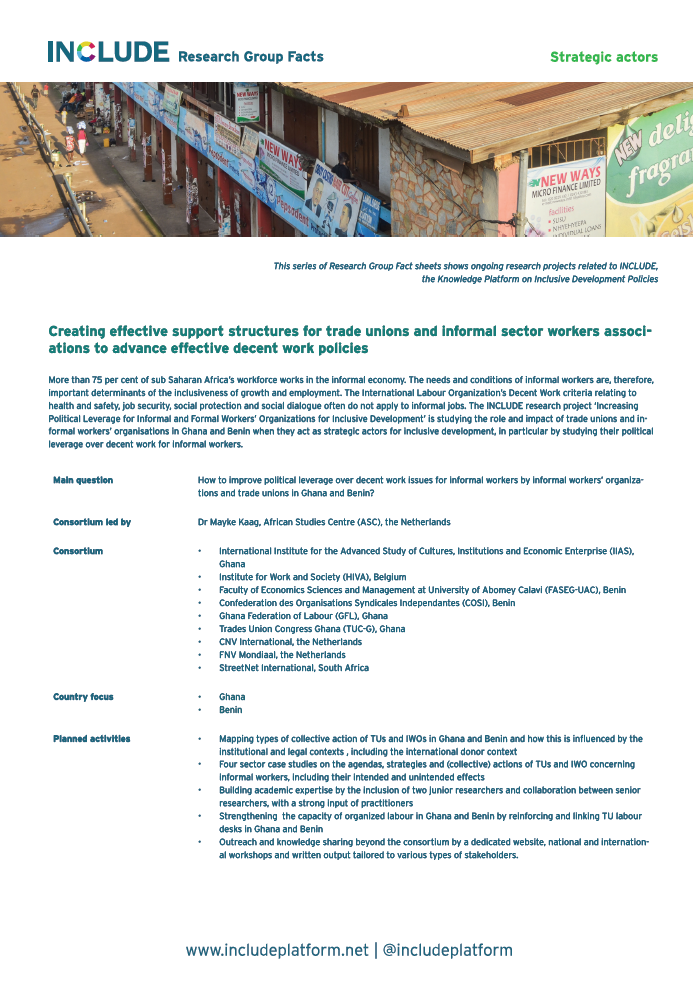 INCLUDE Research Group Facts
Strategic actors
NEW WAYS
NEW WAYS
NEW WAYS
MICRO FINANCE LIMITED
facilities
• SUSU
INDIVIDUAL LOANS
NEW
fragra
This series of Research Group Fact sheets shows ongoing research projects related to INCLUDE,
the Knowledge Platform on Inclusive Development Policies
Creating effective support structures for trade unions and informal sector workers associ-
ations to advance effective decent work policies
More than 75 per cent of sub Saharan Africa's workforce works in the informal economy. The needs and conditions of informal workers are, therefore,
important determinants of the inclusiveness of growth and employment. The International Labour Organization's Decent Work criteria relating to
health and safety, job security, social protection and social dialogue often do not apply to informal jobs. The INCLUDE research project 'Increasing
Political Leverage for Informal and Formal Workers' Organizations for Inclusive Development' is studying the role and impact of trade unions and in-
formal workers' organisations in Ghana and Benin when they act as strategic actors for inclusive development, in particular by studying their political
leverage over decent work for informal workers.
Main question
How to improve political leverage over decent work issues for informal workers by informal workers' organiza-
tions and trade unions in Ghana and Benin?
Consortium led by
Dr Mayke Kaag, African Studies Centre (ASC), the Netherlands
Consortium
• International Institute for the Advanced Study of Cultures, Institutions and Economic Enterprise (IIAS),
Ghana
• Institute for Work and Society (HIVA), Belgium
• Faculty of Economics Sciences and Management at University of Abomey Calavi (FASEG-UAC), Benin
• Confederation des Organisations Syndicales Independantes (COSI), Benin
• Ghana Federation of Labour (GFL), Ghana
• Trades Union Congress Ghana (TUC-G), Ghana
• CNV International, the Netherlands
• FNV Mondiaal, the Netherlands
• StreetNet International, South Africa
Country focus
• Ghana
• Benin
Planned activities
• Mapping types of collective action of TUs and IWOs in Ghana and Benin and how this is influenced by the
institutional and legal contexts , including the international donor context
• Four sector case studies on the agendas, strategies and (collective) actions of TUs and IWO concerning
informal workers, including their intended and unintended effects
• Building academic expertise by the inclusion of two junior researchers and collaboration between senior
researchers, with a strong input of practitioners
• Strengthening the capacity of organized labour in Ghana and Benin by reinforcing and linking TU labour
desks in Ghana and Benin
• Outreach and knowledge sharing beyond the consortium by a dedicated website, national and internation-
al workshops and written output tailored to various types of stakeholders.
www.includeplatform.net | @includeplatform